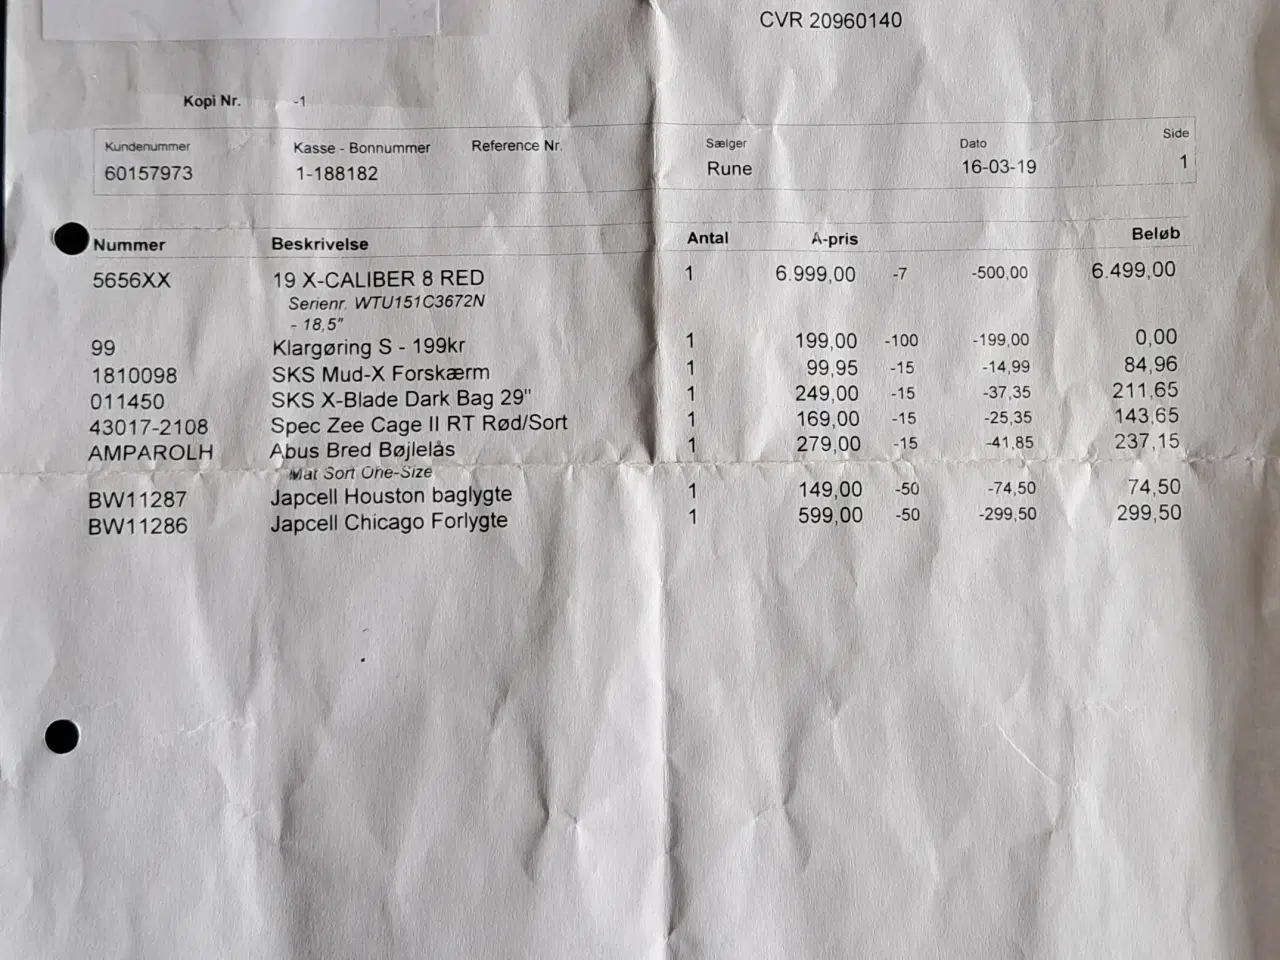 CVR 20960140
Kopi Nr. -1
Kundenummer Kasse - Bonnummer Reference Nr. Sælger Dato Side
60157973 1-188182 Rune 16-03-19 1
Nummer Beskrivelse Antal A-pris Beløb
5656XX 19 X-CALIBER 8 RED 1 6.999,00 -7 -500,00 6.499,00
Serienr. WTU151C3672N
- 18,5"
99 Klargøring S - 199kr 1 199,00 -100 -199,00 0,00
1810098 SKS Mud-X Forskærm 1 99,95 -15 -14,99 84,96
011450 SKS X-Blade Dark Bag 29" 1 249,00 -15 -37,35 211,65
43017-2108 Spec Zee Cage II RT Rød/Sort 1 169,00 -15 -25,35 143,65
AMPAROLH Abus Bred Bøjlelås 1 279,00 -15 -41,85 237,15
Mat Sort One-Size
BW11287 Japcell Houston baglygte 1 149,00 -50 -74,50 74,50
BW11286 Japcell Chicago Forlygte 1 599,00 -50 -299,50 299,50